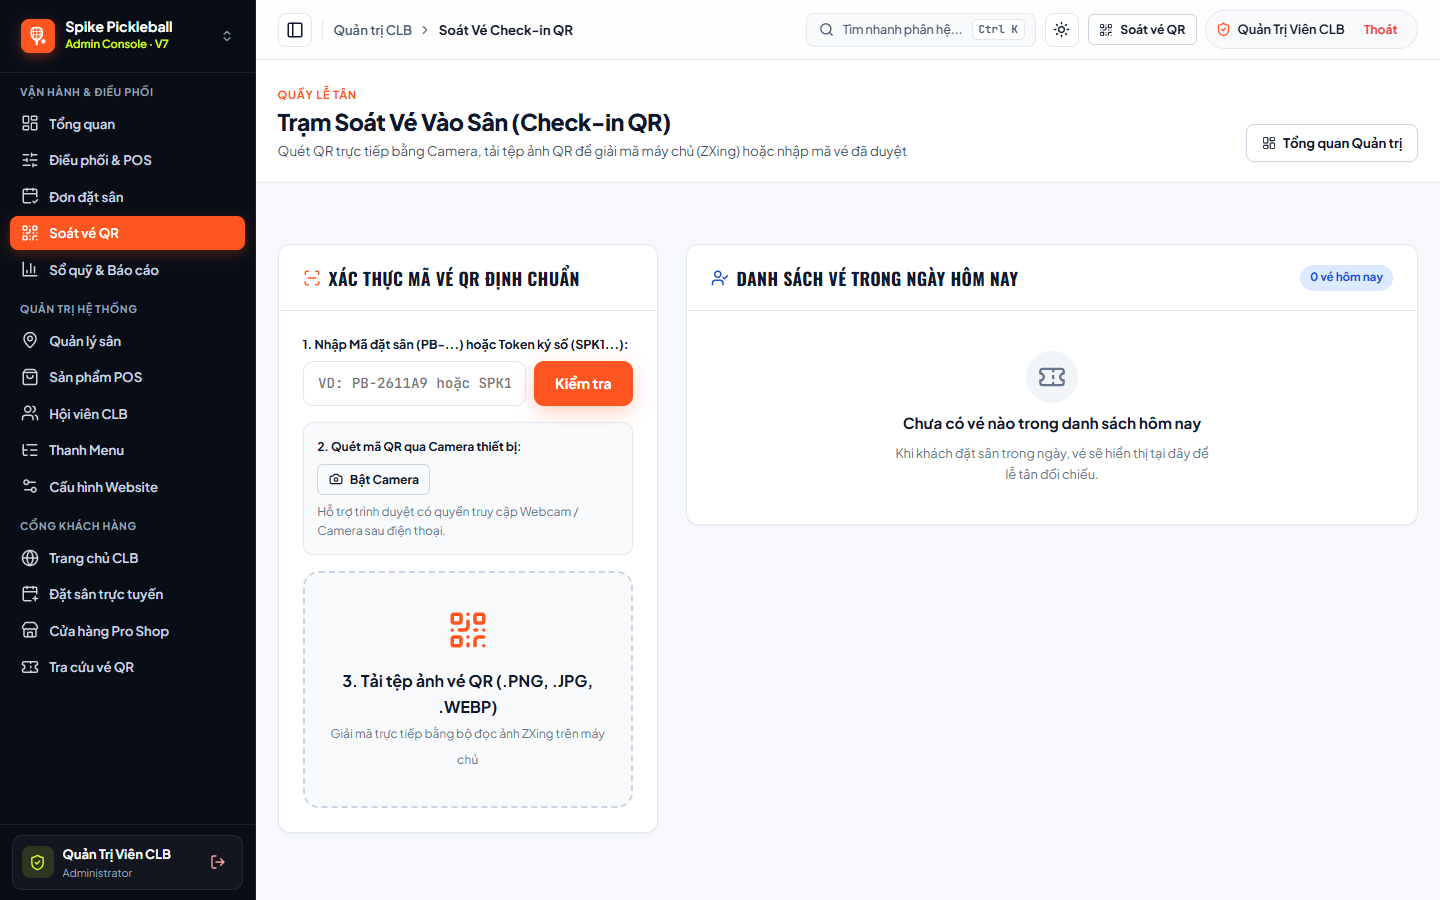 Spike Pickleball
Admin Console · V7
VẬN HÀNH & ĐIỀU PHỐI
Tổng quan
Điều phối & POS
Đơn đặt sân
Soát vé QR
Sổ quỹ & Báo cáo
QUẢN TRỊ HỆ THỐNG
Quản lý sân
Sản phẩm POS
Hội viên CLB
Thanh Menu
Cấu hình Website
CỔNG KHÁCH HÀNG
Trang chủ CLB
Đặt sân trực tuyến
Cửa hàng Pro Shop
Tra cứu vé QR
Quản Trị Viên CLB
Administrator
Quản trị CLB
Soát Vé Check-in QR
Tìm nhanh phân hệ...
Ctrl K
Soát vé QR
Quản Trị Viên CLB
Thoát
QUẦY LỄ TÂN
Trạm Soát Vé Vào Sân (Check-in QR)
Quét QR trực tiếp bằng Camera, tải tệp ảnh QR để giải mã máy chủ (ZXing) hoặc nhập mã vé đã duyệt
Tổng quan Quản trị
XÁC THỰC MÃ VÉ QR ĐỊNH CHUẨN
1. Nhập Mã đặt sân (PB-...) hoặc Token ký số (SPK1...):
VD: PB-2611A9 hoặc SPK1
Kiểm tra
2. Quét mã QR qua Camera thiết bị:
Bật Camera
Hỗ trợ trình duyệt có quyền truy cập Webcam /
Camera sau điện thoại.
3. Tải tệp ảnh vé QR (.PNG, .JPG,
.WEBP)
Giải mã trực tiếp bằng bộ đọc ảnh ZXing trên máy
chủ
DANH SÁCH VÉ TRONG NGÀY HÔM NAY
0 vé hôm nay
Chưa có vé nào trong danh sách hôm nay
Khi khách đặt sân trong ngày, vé sẽ hiển thị tại đây để
lễ tân đối chiếu.